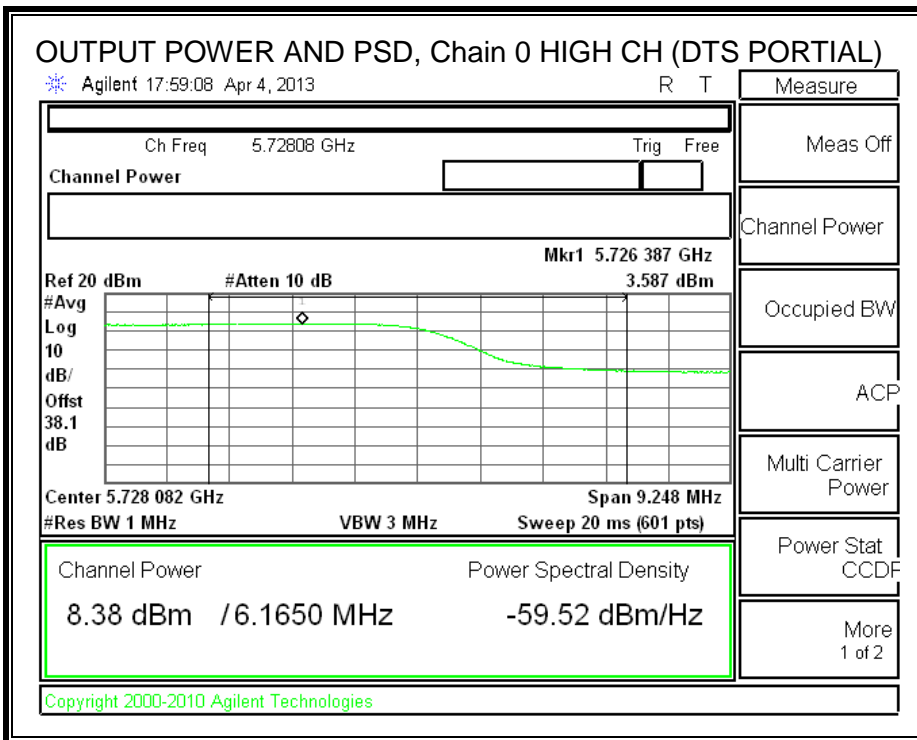 OUTPUT POWER AND PSD, Chain 0 HIGH CH (DTS PORTIAL)
Agilent 17:59:08 Apr 4, 2013 R T
Measure
Ch Freq 5.72808 GHz Trig Free
Meas Off
Channel Power
Channel Power
Mkr1 5.726 387 GHz
Ref 20 dBm #Atten 10 dB 3.587 dBm
#Avg
1
Log
10
dB/
Offst
38.1
dB
Occupied BW
ACP
Center 5.728 082 GHz Span 9.248 MHz
#Res BW 1 MHz VBW 3 MHz Sweep 20 ms (601 pts)
Multi Carrier
Power
Channel Power Power Spectral Density
8.38 dBm / 6.1650 MHz -59.52 dBm/Hz
Power Stat
CCDF
More
1 of 2
Copyright 2000-2010 Agilent Technologies